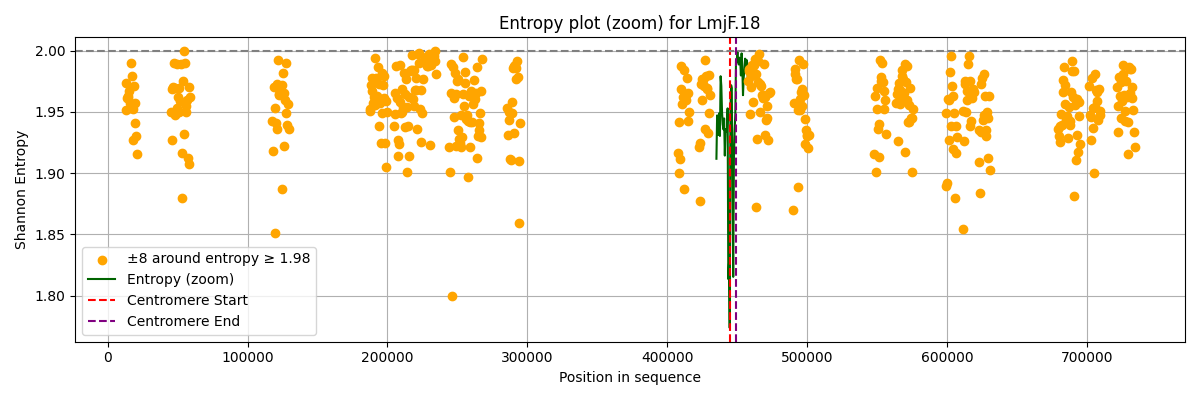 Entropy plot (zoom) for LmjF.18
Shannon Entropy
2.00
1.95
1.90
1.85
1.80
±8 around entropy ≥ 1.98
Entropy (zoom)
Centromere Start
Centromere End
0 100000 200000 300000 400000 500000 600000 700000
Position in sequence